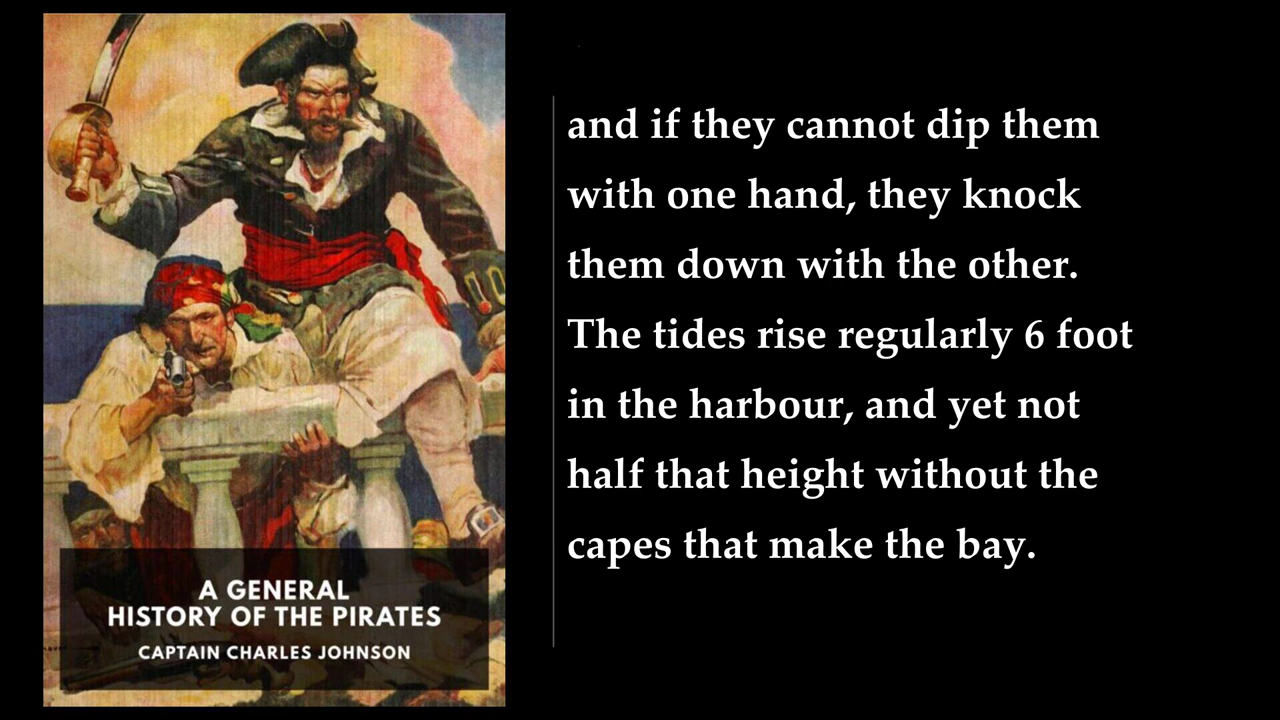 A GENERAL
HISTORY OF THE PIRATES
CAPTAIN CHARLES JOHNSON
and if they cannot dip them
with one hand, they knock
them down with the other.
The tides rise regularly 6 foot
in the harbour, and yet not
half that height without the
capes that make the bay.